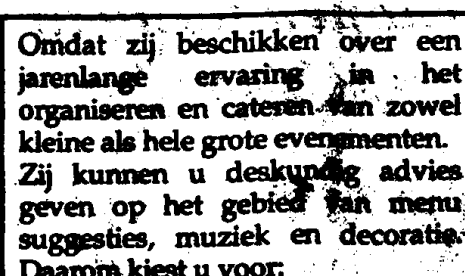 Omdat zij beschikken over een
jarenlange ervaring in het
organiseren en cateren van zowel
kleine als hele grote evenementen.
Zij kunnen u deskundig advies
geven op het gebied van menu
suggesties, muziek en decoratie.
Daarom kiest u voor: